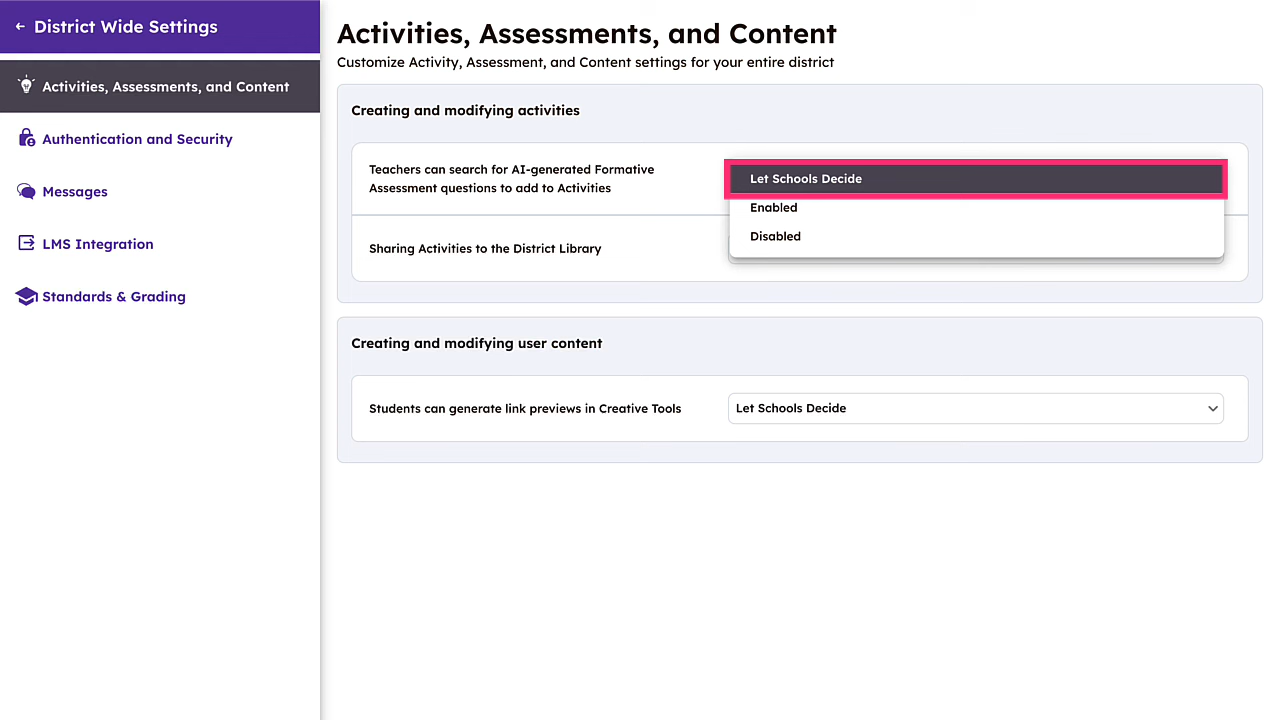 ← District Wide Settings
Activities, Assessments, and Content
Authentication and Security
Messages
LMS Integration
Standards & Grading
Activities, Assessments, and Content
Customize Activity, Assessment, and Content settings for your entire district
Creating and modifying activities
Teachers can search for AI-generated Formative
Assessment questions to add to Activities
Let Schools Decide
Enabled
Disabled
Sharing Activities to the District Library
Creating and modifying user content
Students can generate link previews in Creative Tools
Let Schools Decide